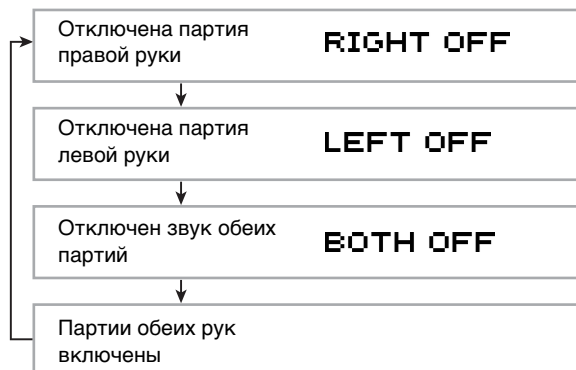 Отключена партия
правой руки
RIGHT OFF
Отключена партия
левой руки
LEFT OFF
Отключен звук обеих
партий
BOTH OFF
Партии обеих рук
включены